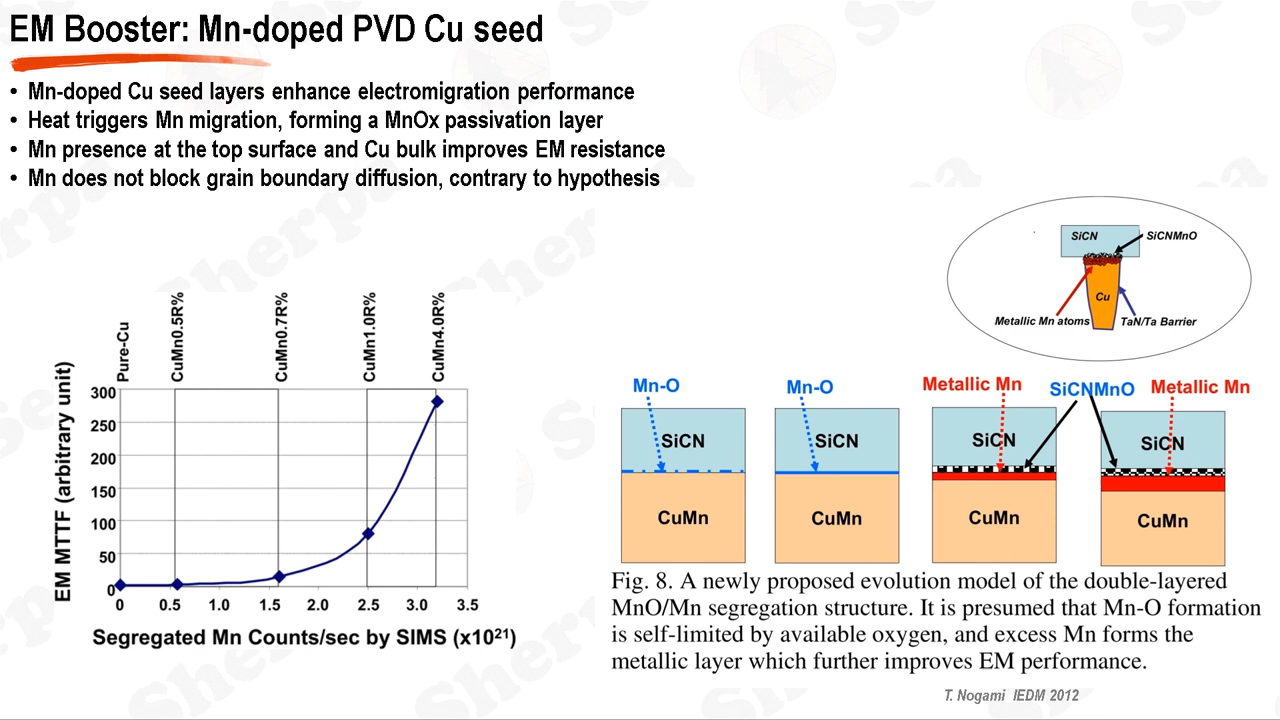 EM Booster: Mn-doped PVD Cu seed
• Mn-doped Cu seed layers enhance electromigration performance
• Heat triggers Mn migration, forming a MnOx passivation layer
• Mn presence at the top surface and Cu bulk improves EM resistance
• Mn does not block grain boundary diffusion, contrary to hypothesis
Pure-Cu
CuMn0.5R%
CuMn0.7R%
CuMn1.0R%
CuMn4.0R%
EM MTTF (arbitrary unit)
300
250
200
150
100
50
0
0 0.5 1.0 1.5 2.0 2.5 3.0 3.5
Segregated Mn Counts/sec by SIMS (x10²¹)
SiCN
SiCNMnO
Cu
Metallic Mn atoms
TaN/Ta Barrier
Mn-O
Mn-O
Metallic Mn
SiCNMnO
Metallic Mn
SiCN
SiCN
SiCN
SiCN
CuMn
CuMn
CuMn
CuMn
Fig. 8. A newly proposed evolution model of the double-layered
MnO/Mn segregation structure. It is presumed that Mn-O formation
is self-limited by available oxygen, and excess Mn forms the
metallic layer which further improves EM performance.
T. Nogami IEDM 2012
Sherpa
Sherpa